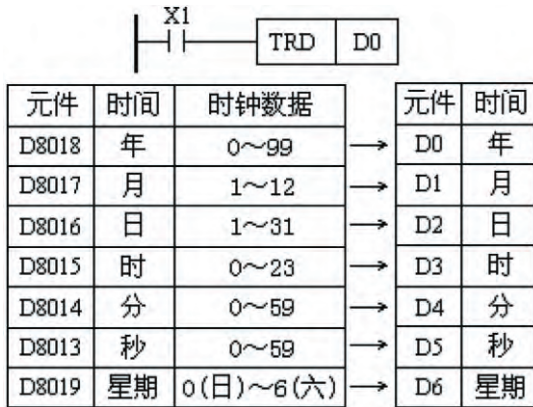 X1
TRD D0
元件 时间 时钟数据 元件 时间
D8018 年 0~99 → D0 年
D8017 月 1~12 → D1 月
D8016 日 1~31 → D2 日
D8015 时 0~23 → D3 时
D8014 分 0~59 → D4 分
D8013 秒 0~59 → D5 秒
D8019 星期 0(日)~6(六) → D6 星期